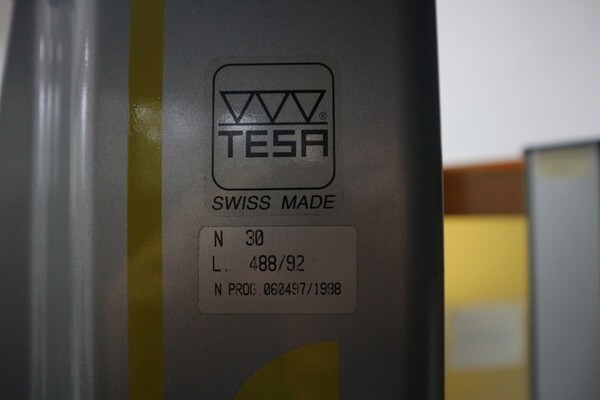 TESA®
SWISS MADE
N 30
L. 488/92
N PROG.060497/1998